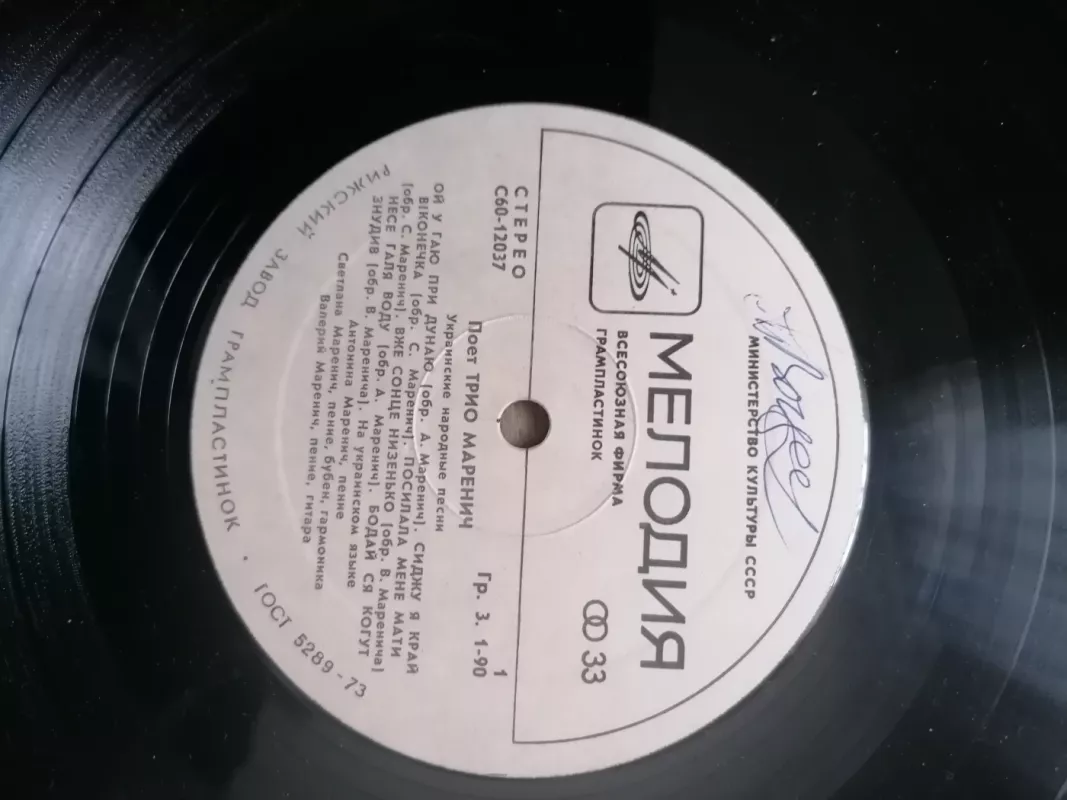 МИНИСТЕРСТВО КУЛЬТУРЫ СССР
МЕЛОДИЯ
ВСЕСОЮЗНАЯ ФИРМА
ГРАМПЛАСТИНОК
33
СТЕРЕО
С60-12037
1
Гр. 3. 1-90
Поет ТРИО МАРЕНИЧ
Украинские народные песни
ОЙ У ГАЮ ПРИ ДУНАЮ (обр. А. Маренич). СИДЖУ Я КРАЙ
ВІКОНЕЧКА (обр. С. Маренич). ПОСИЛАЛА МЕНЕ МАТИ
(обр. С. Маренич). ВЖЕ СОНЦЕ НИЗЕНЬКО (обр. В. Маренича)
НЕСЕ ГАЛЯ ВОДУ (обр. А. Маренич). БОДАЙ СЯ КОГУТ
ЗНУДИВ (обр. В. Маренича). На украинском языке
Антонина Маренич, пение
Светлана Маренич, пение, бубен, гармоника
Валерий Маренич, пение, гитара
РИЖСКИЙ ЗАВОД ГРАМПЛАСТИНОК • ГОСТ 5289-73